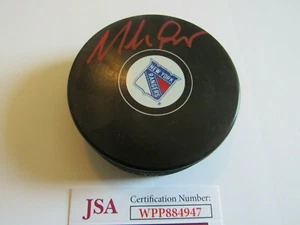 NEW YORK
RANGERS
JSA
Certification Number:
WPP884947